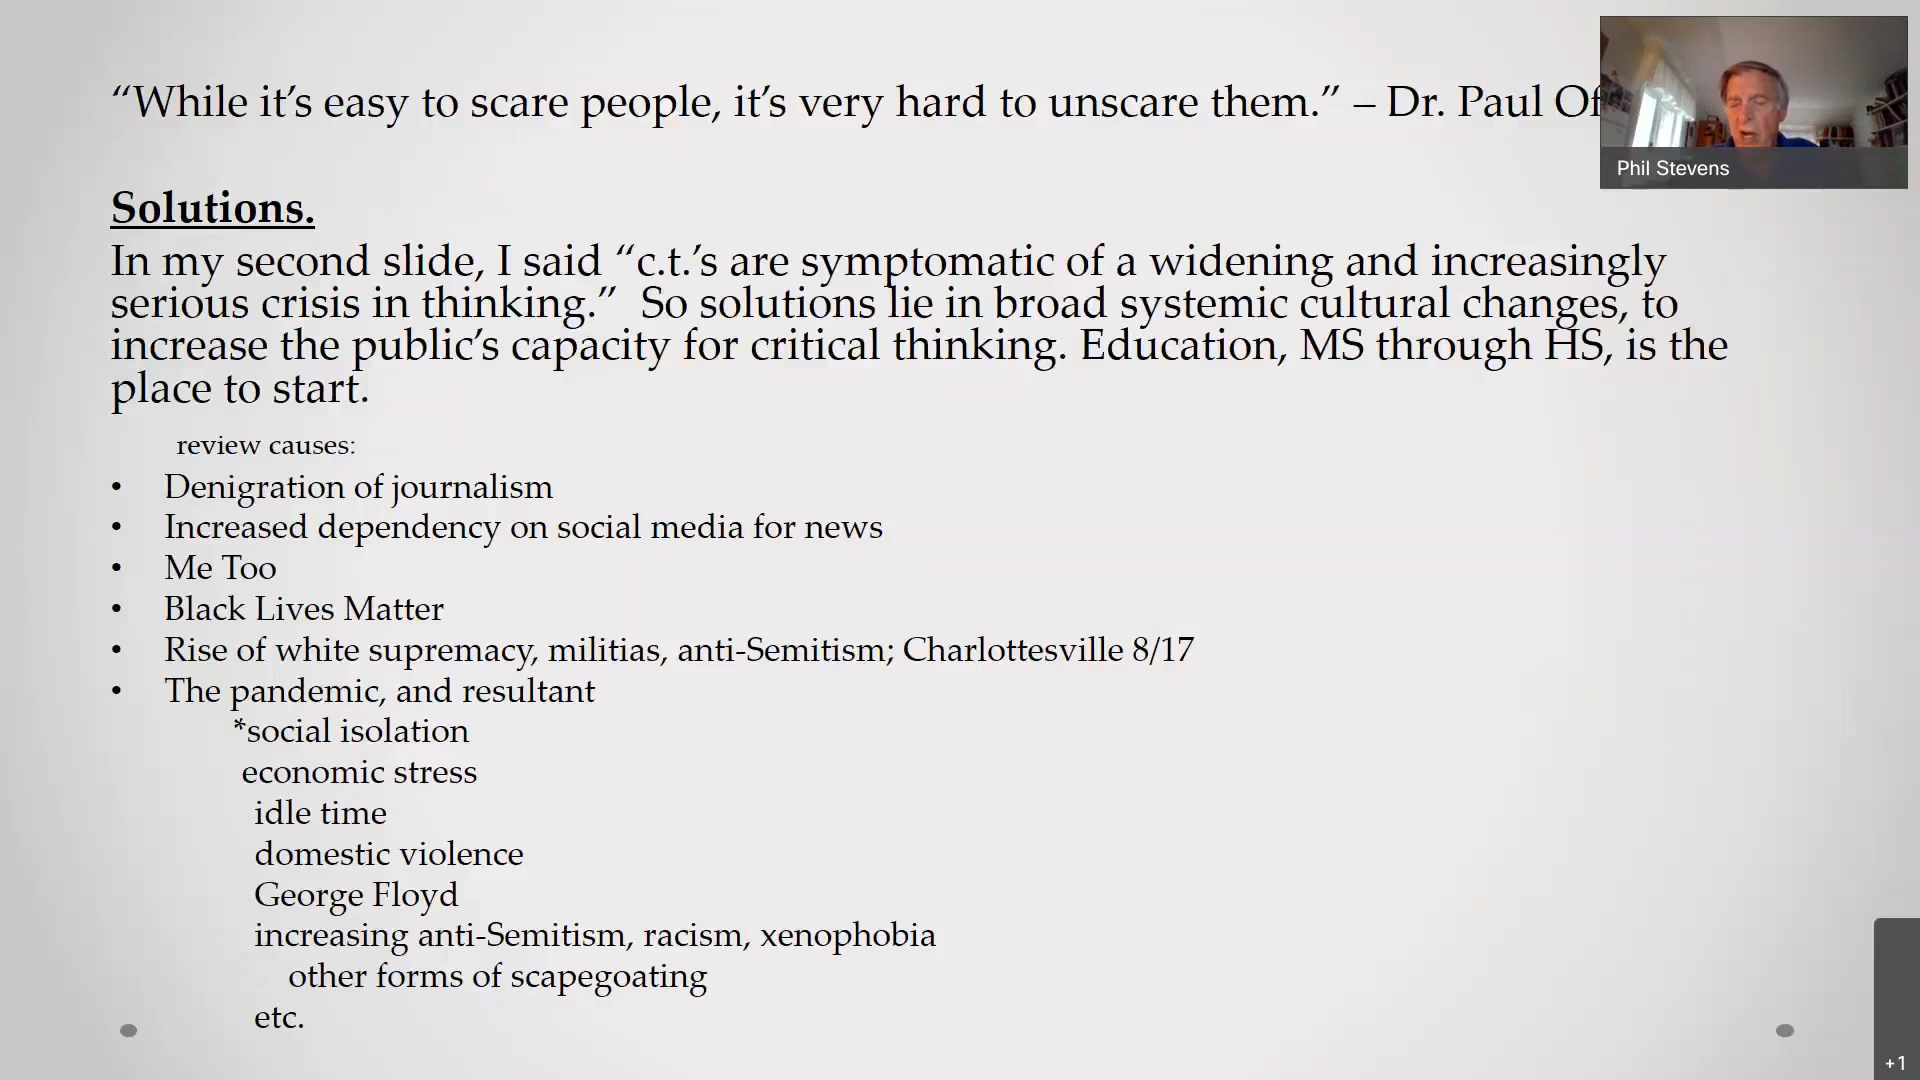 “While it’s easy to scare people, it’s very hard to unscare them.” – Dr. Paul
Phil Stevens
Solutions.
In my second slide, I said “c.t.’s are symptomatic of a widening and increasingly
serious crisis in thinking.”  So solutions lie in broad systemic cultural changes, to
increase the public’s capacity for critical thinking. Education, MS through HS, is the
place to start.
review causes:
• Denigration of journalism
• Increased dependency on social media for news
• Me Too
• Black Lives Matter
• Rise of white supremacy, militias, anti-Semitism; Charlottesville 8/17
• The pandemic, and resultant
*social isolation
economic stress
idle time
domestic violence
George Floyd
increasing anti-Semitism, racism, xenophobia
other forms of scapegoating
etc.
+1